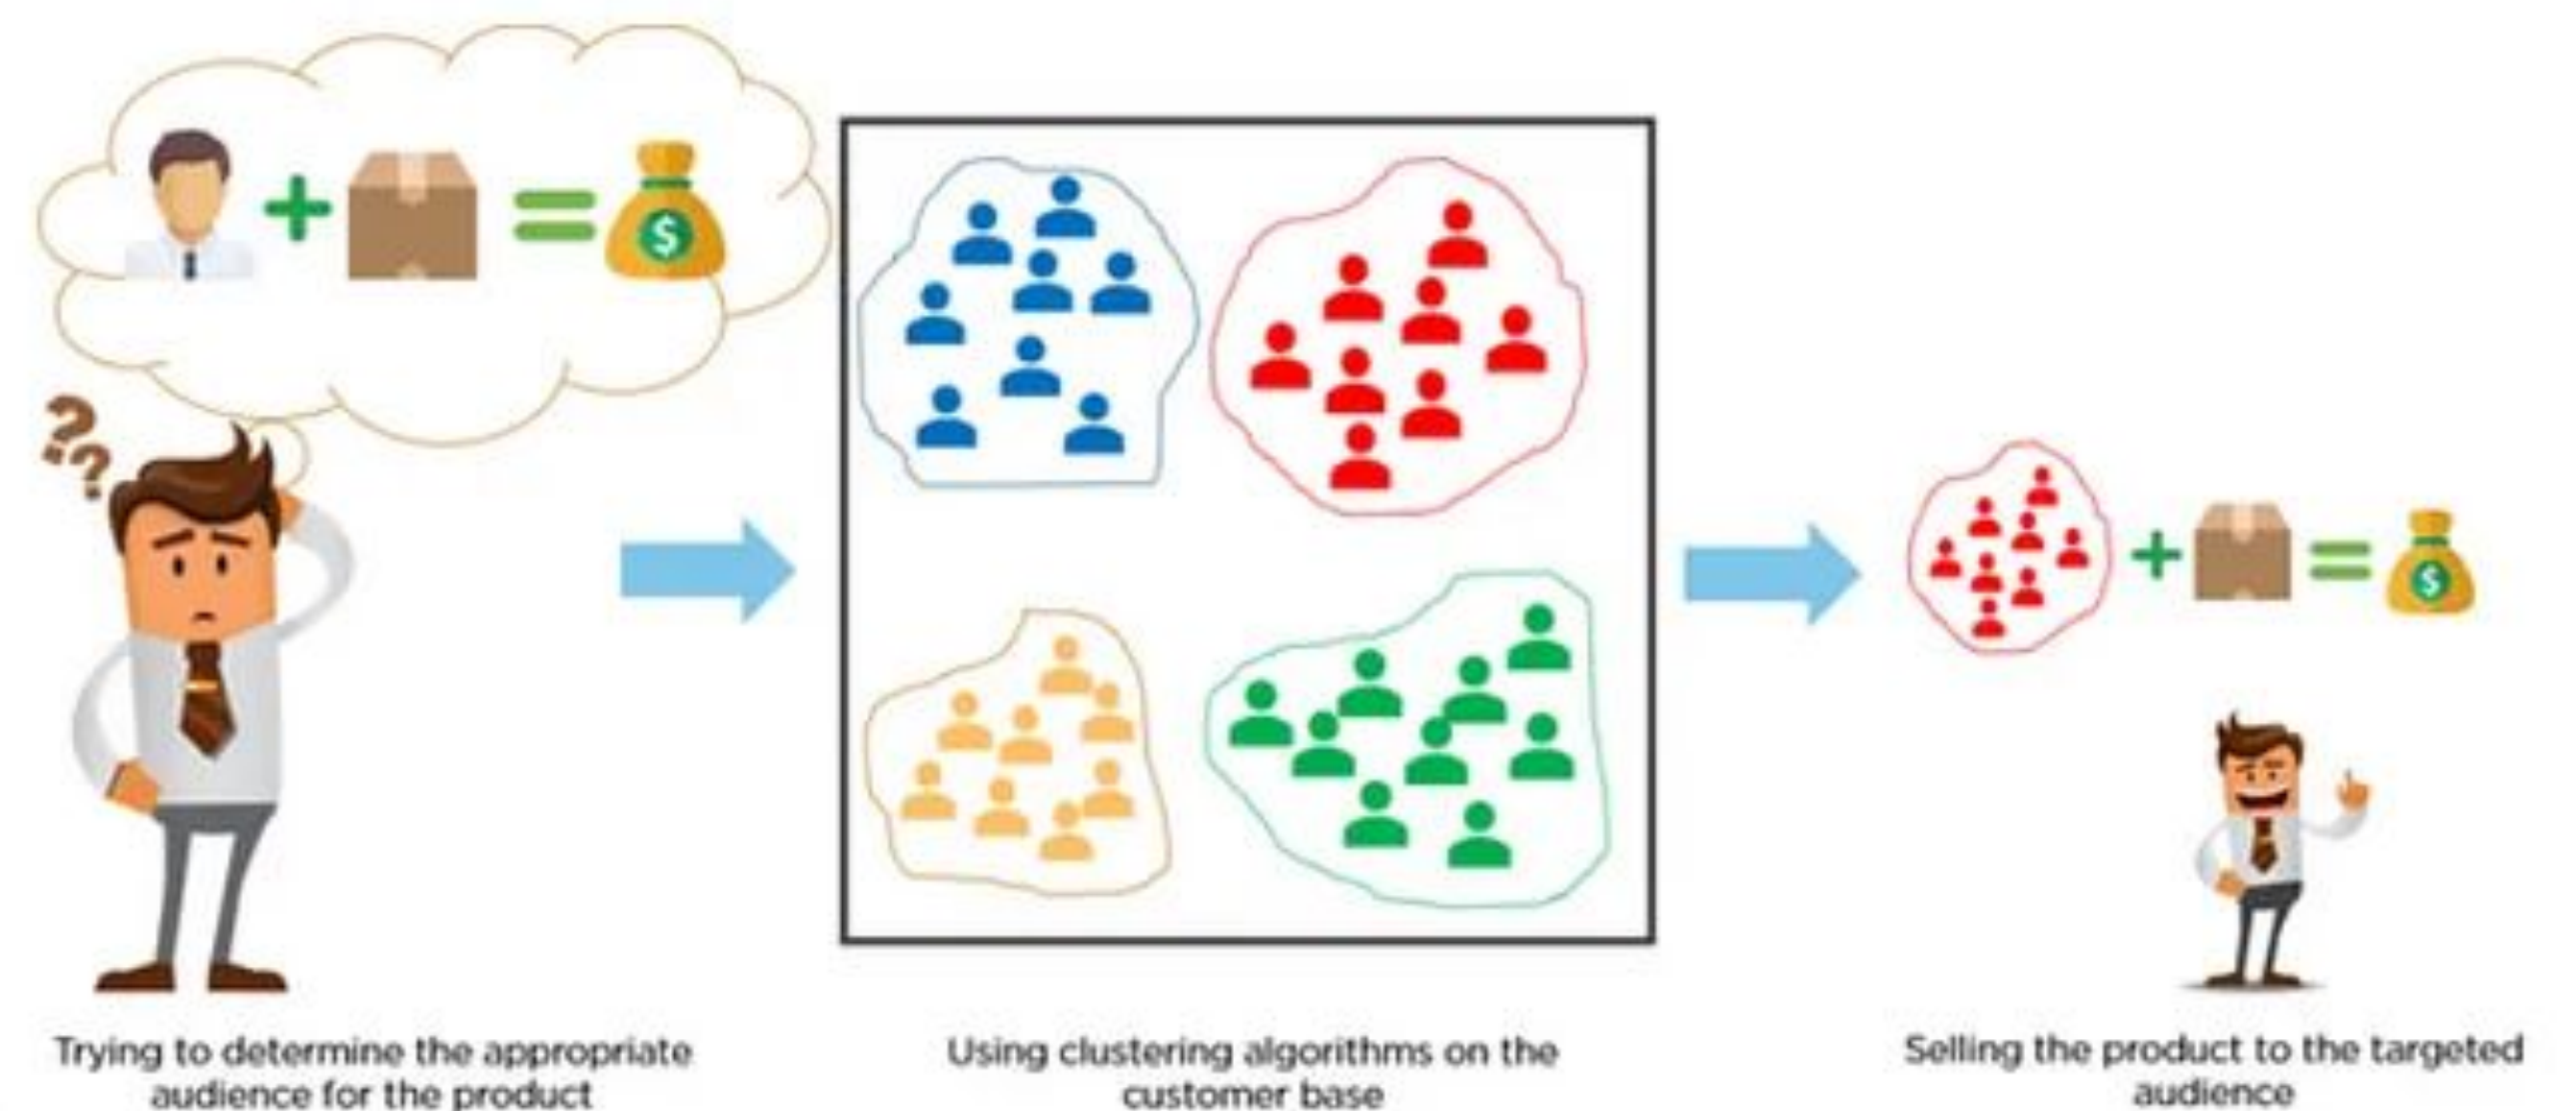 ??
$
Trying to determine the appropriate
audience for the product
Using clustering algorithms on the
customer base
$
Selling the product to the targeted
audience